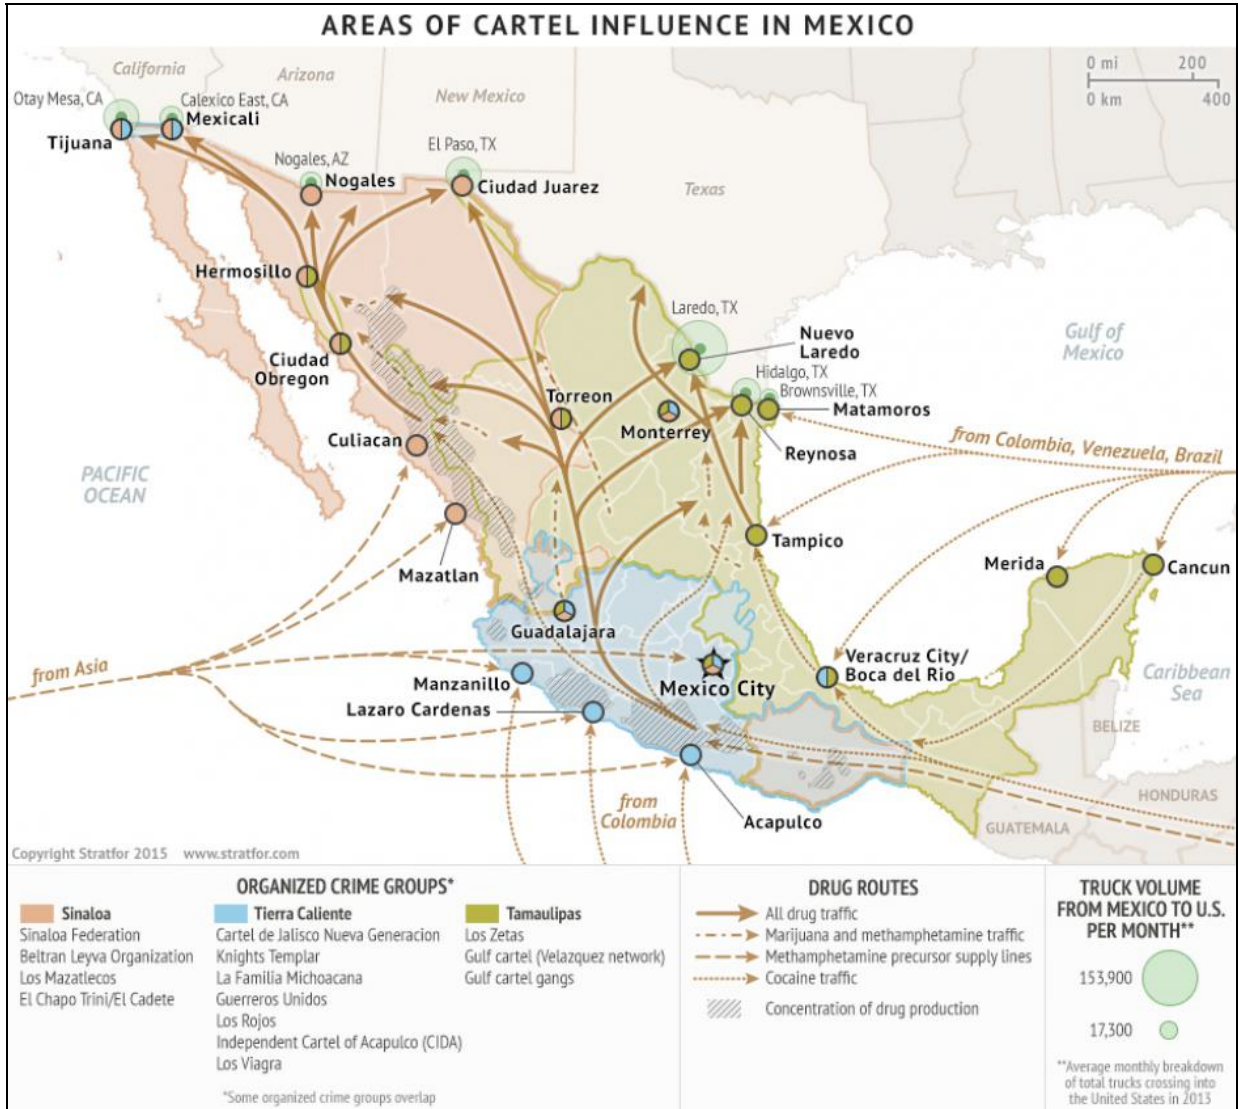 AREAS OF CARTEL INFLUENCE IN MEXICO
California
Arizona
New Mexico
Texas
0 mi 200
0 km 400
Otay Mesa, CA
Calexico East, CA
Mexicali
Tijuana
Nogales, AZ
Nogales
El Paso, TX
Ciudad Juarez
Hermosillo
Ciudad
Obregon
Laredo, TX
Nuevo
Laredo
Gulf of
Mexico
Hidalgo, TX
Brownsville, TX
Matamoros
Torreon
Monterrey
Reynosa
Culiacan
from Colombia, Venezuela, Brazil
PACIFIC
OCEAN
Tampico
Mazatlan
Merida
Cancun
Guadalajara
from Asia
Manzanillo
Mexico City
Veracruz City/
Boca del Rio
Caribbean
Sea
Lazaro Cardenas
BELIZE
from
Colombia
Acapulco
HONDURAS
GUATEMALA
Copyright Stratfor 2015 www.stratfor.com
ORGANIZED CRIME GROUPS*
Sinaloa
Sinaloa Federation
Beltran Leyva Organization
Los Mazatlecos
El Chapo Trini/El Cadete
Tierra Caliente
Cartel de Jalisco Nueva Generacion
Knights Templar
La Familia Michoacana
Guerreros Unidos
Los Rojos
Independent Cartel of Acapulco (CIDA)
Los Viagra
Tamaulipas
Los Zetas
Gulf cartel (Velazquez network)
Gulf cartel gangs
*Some organized crime groups overlap
DRUG ROUTES
All drug traffic
Marijuana and methamphetamine traffic
Methamphetamine precursor supply lines
Cocaine traffic
Concentration of drug production
TRUCK VOLUME
FROM MEXICO TO U.S.
PER MONTH**
153,900
17,300
**Average monthly breakdown
of total trucks crossing into
the United States in 2013